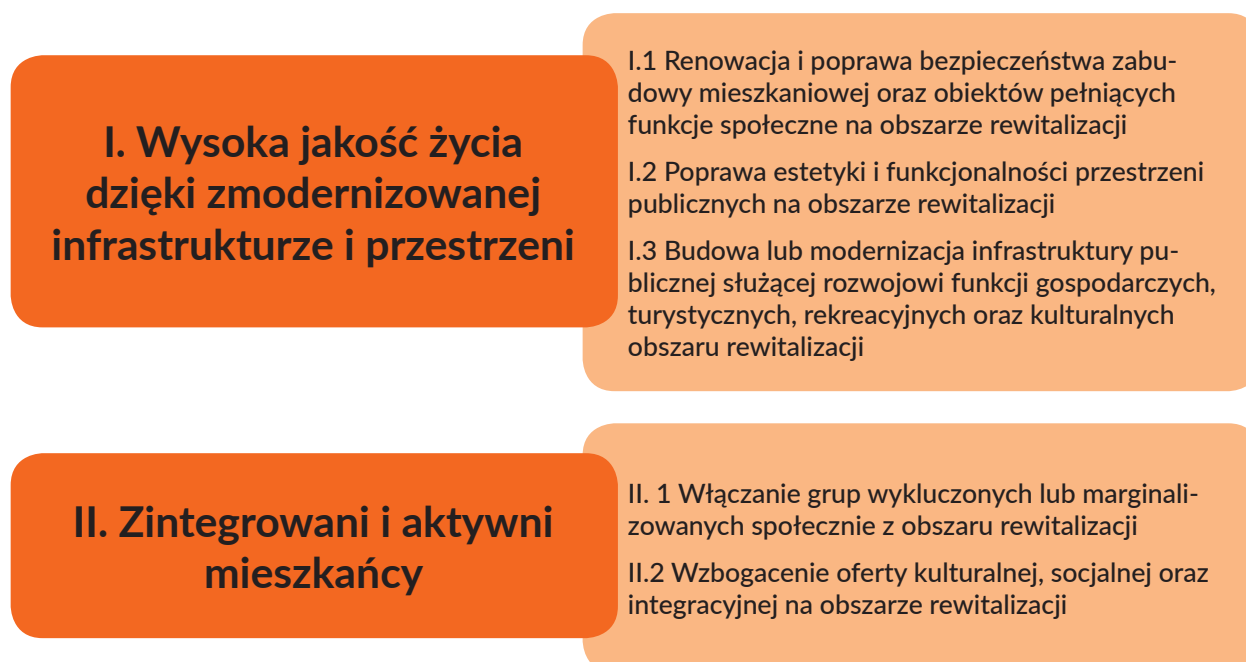 I. Wysoka jakość życia
dzięki zmodernizowanej
infrastrukturze i przestrzeni
I.1 Renowacja i poprawa bezpieczeństwa zabu-
dowy mieszkaniowej oraz obiektów pełniących
funkcje społeczne na obszarze rewitalizacji
I.2 Poprawa estetyki i funkcjonalności przestrzeni
publicznych na obszarze rewitalizacji
I.3 Budowa lub modernizacja infrastruktury pu-
blicznej służącej rozwojowi funkcji gospodarczych,
turystycznych, rekreacyjnych oraz kulturalnych
obszaru rewitalizacji
II. Zintegrowani i aktywni
mieszkańcy
II. 1 Włączanie grup wykluczonych lub marginali-
zowanych społecznie z obszaru rewitalizacji
II.2 Wzbogacenie oferty kulturalnej, socjalnej oraz
integracyjnej na obszarze rewitalizacji